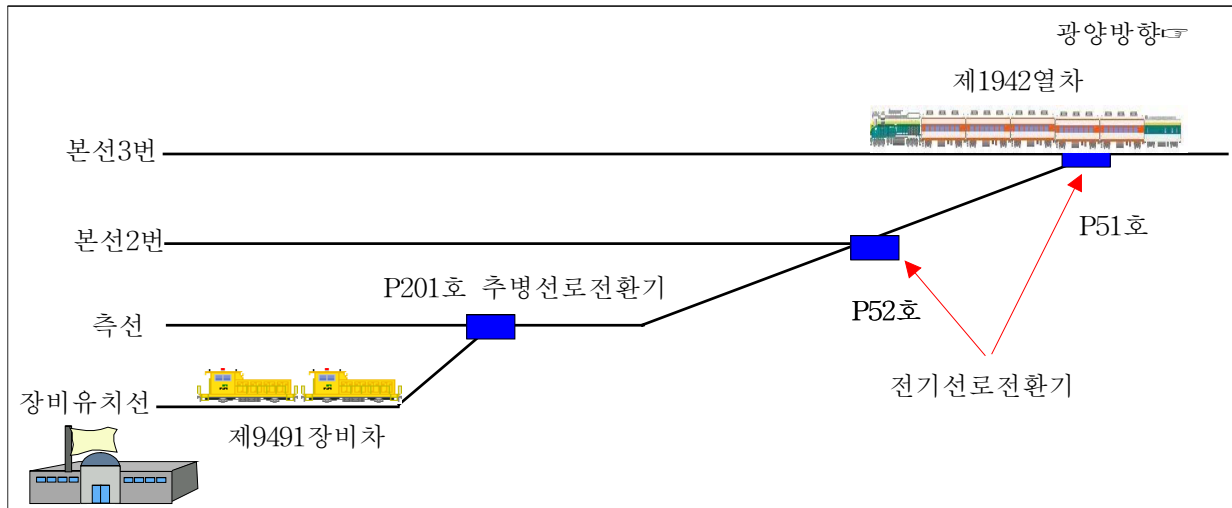 광양방향☞
제1942열차
본선3번
본선2번
P51호
P201호 추병선로전환기
P52호
측선
전기선로전환기
장비유치선
제9491장비차